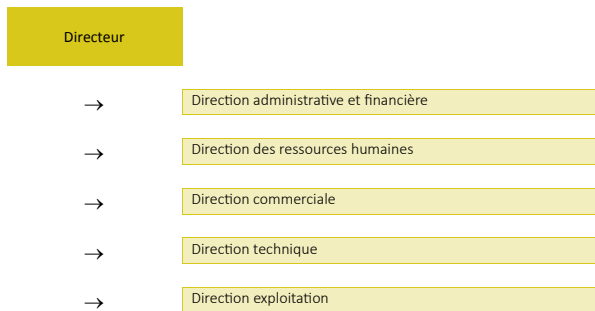 Directeur
→ Direction administrative et financière
→ Direction des ressources humaines
→ Direction commerciale
→ Direction technique
→ Direction exploitation